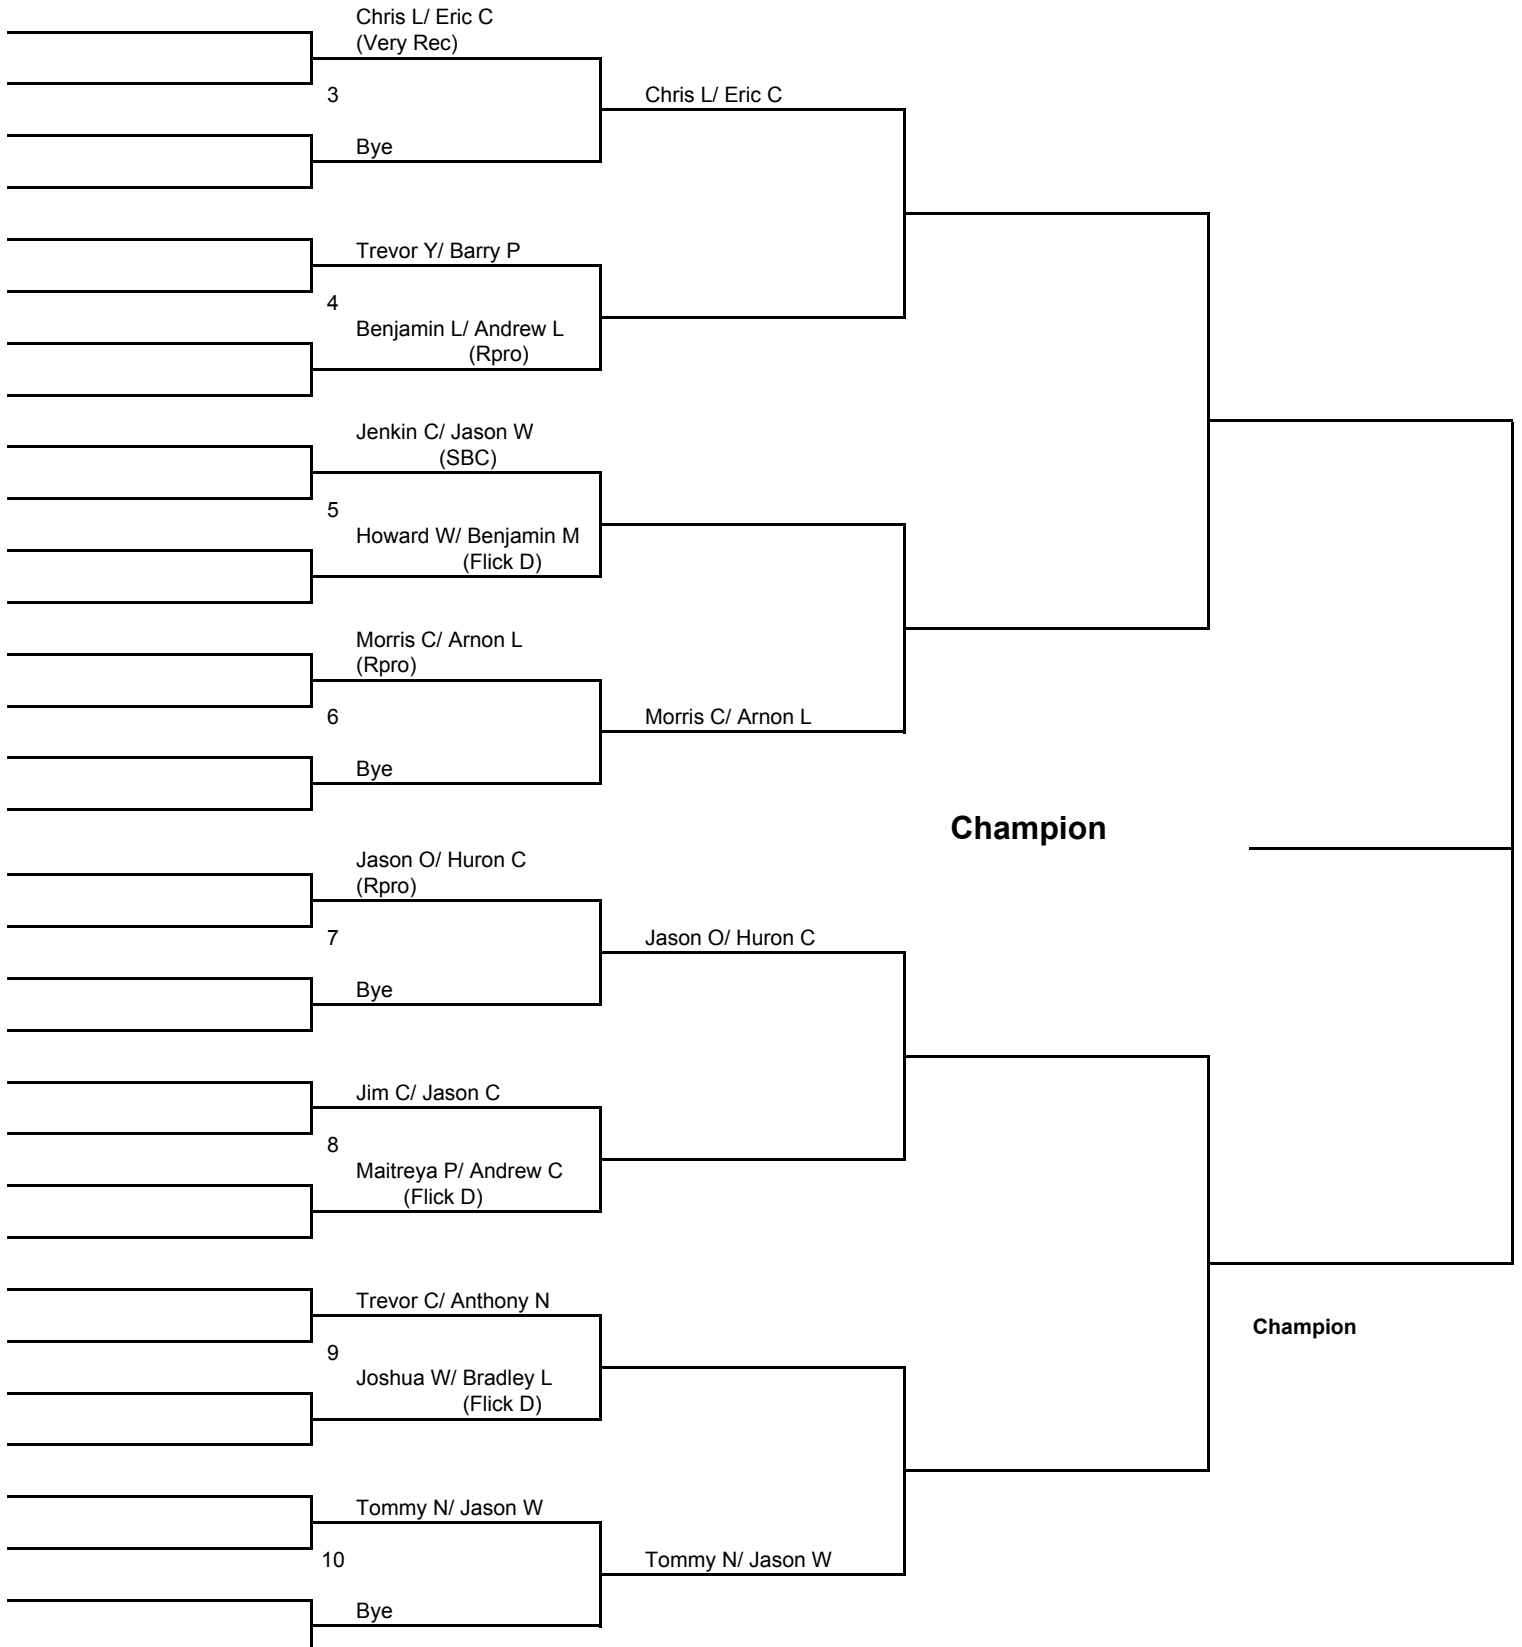 Chris L/ Eric C
(Very Rec)
3
Chris L/ Eric C
Bye
Trevor Y/ Barry P
4
Benjamin L/ Andrew L
(Rpro)
Jenkin C/ Jason W
(SBC)
5
Howard W/ Benjamin M
(Flick D)
Morris C/ Arnon L
(Rpro)
6
Morris C/ Arnon L
Bye
Champion
Jason O/ Huron C
(Rpro)
7
Jason O/ Huron C
Bye
Jim C/ Jason C
8
Maitreya P/ Andrew C
(Flick D)
Trevor C/ Anthony N
Champion
9
Joshua W/ Bradley L
(Flick D)
Tommy N/ Jason W
10
Tommy N/ Jason W
Bye